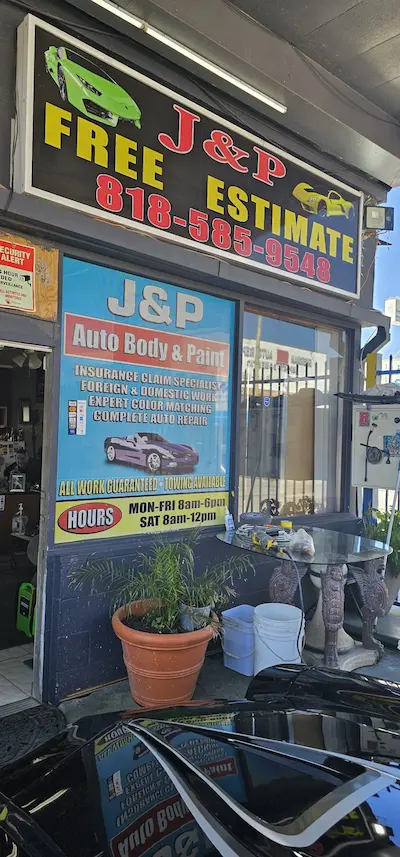 J&P
FREE ESTIMATE
818-585-9548
SECURITY
ALERT
J&P
Auto Body & Paint
INSURANCE CLAIM SPECIALIST
FOREIGN & DOMESTIC WORK
EXPERT COLOR MATCHING
COMPLETE AUTO REPAIR
ALL WORK GUARANTEED - TOWING AVAILABLE
HOURS
MON-FRI 8am-6pm
SAT 8am-12pm